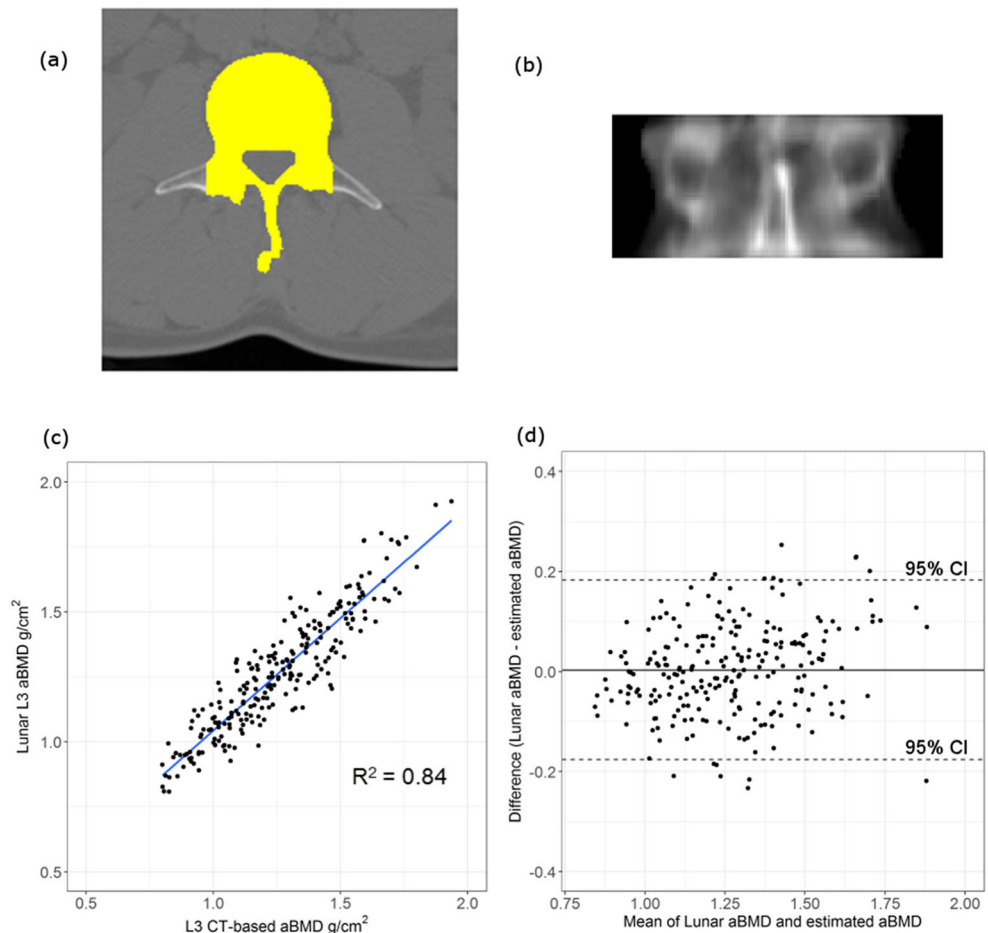 (a)
(b)
(c)
2.0
1.5
1.0
0.5
0.5
1.0
1.5
2.0
Lunar L3 aBMD g/cm²
L3 CT-based aBMD g/cm²
R² = 0.84
(d)
0.4
0.2
0.0
-0.2
-0.4
0.75
1.00
1.25
1.50
1.75
2.00
95% CI
95% CI
Difference (Lunar aBMD - estimated aBMD)
Mean of Lunar aBMD and estimated aBMD